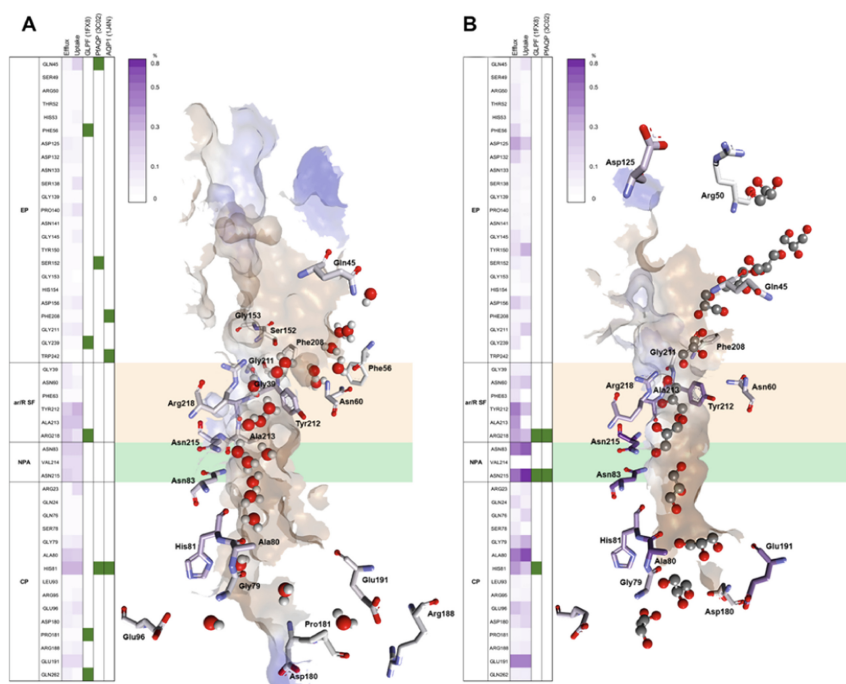 A
Efflux
Uptake
GLPF (1FX8)
PfAQP (3C02)
AQP1 (1J4N)
%
0.8
0.5
0.3
0.1
0
EP
GLN45
SER49
ARG50
THR52
HIS53
PHE56
ASP125
ASP132
ASN133
SER138
GLY139
PRO140
ASN141
GLY145
TYR150
SER152
GLY153
HIS154
ASP156
PHE208
GLY211
GLY239
TRP242
ar/R SF
GLY39
ASN60
PHE63
TYR212
ALA213
ARG218
NPA
ASN83
VAL214
ASN215
CP
ARG23
GLN24
GLN76
SER78
GLY79
ALA80
HIS81
LEU93
ARG95
GLU96
ASP180
PRO181
ARG188
GLU191
GLN262
Gln45
Gly153
Ser152
Phe208
Gly211
Phe56
Gly39
Asn60
Arg218
Tyr212
Ala213
Asn215
Asn83
His81
Ala80
Gly79
Glu191
Pro181
Arg188
Glu96
Asp180
B
Efflux
Uptake
GLPF (1FX8)
PfAQP (3C02)
%
0.8
0.5
0.3
0.1
0
EP
GLN45
SER49
ARG50
THR52
HIS53
PHE56
ASP125
ASP132
ASN133
SER138
GLY139
PRO140
ASN141
GLY145
TYR150
SER152
GLY153
HIS154
ASP156
PHE208
GLY211
GLY239
TRP242
ar/R SF
GLY39
ASN60
PHE63
TYR212
ALA213
ARG218
NPA
ASN83
VAL214
ASN215
CP
ARG23
GLN24
GLN76
SER78
GLY79
ALA80
HIS81
LEU93
ARG95
GLU96
ASP180
PRO181
ARG188
GLU191
GLN262
Asp125
Arg50
Gln45
Phe208
Gly211
Arg218
Ala213
Asn60
Tyr212
Asn215
Asn83
His81
Glu191
Ala80
Gly79
Asp180